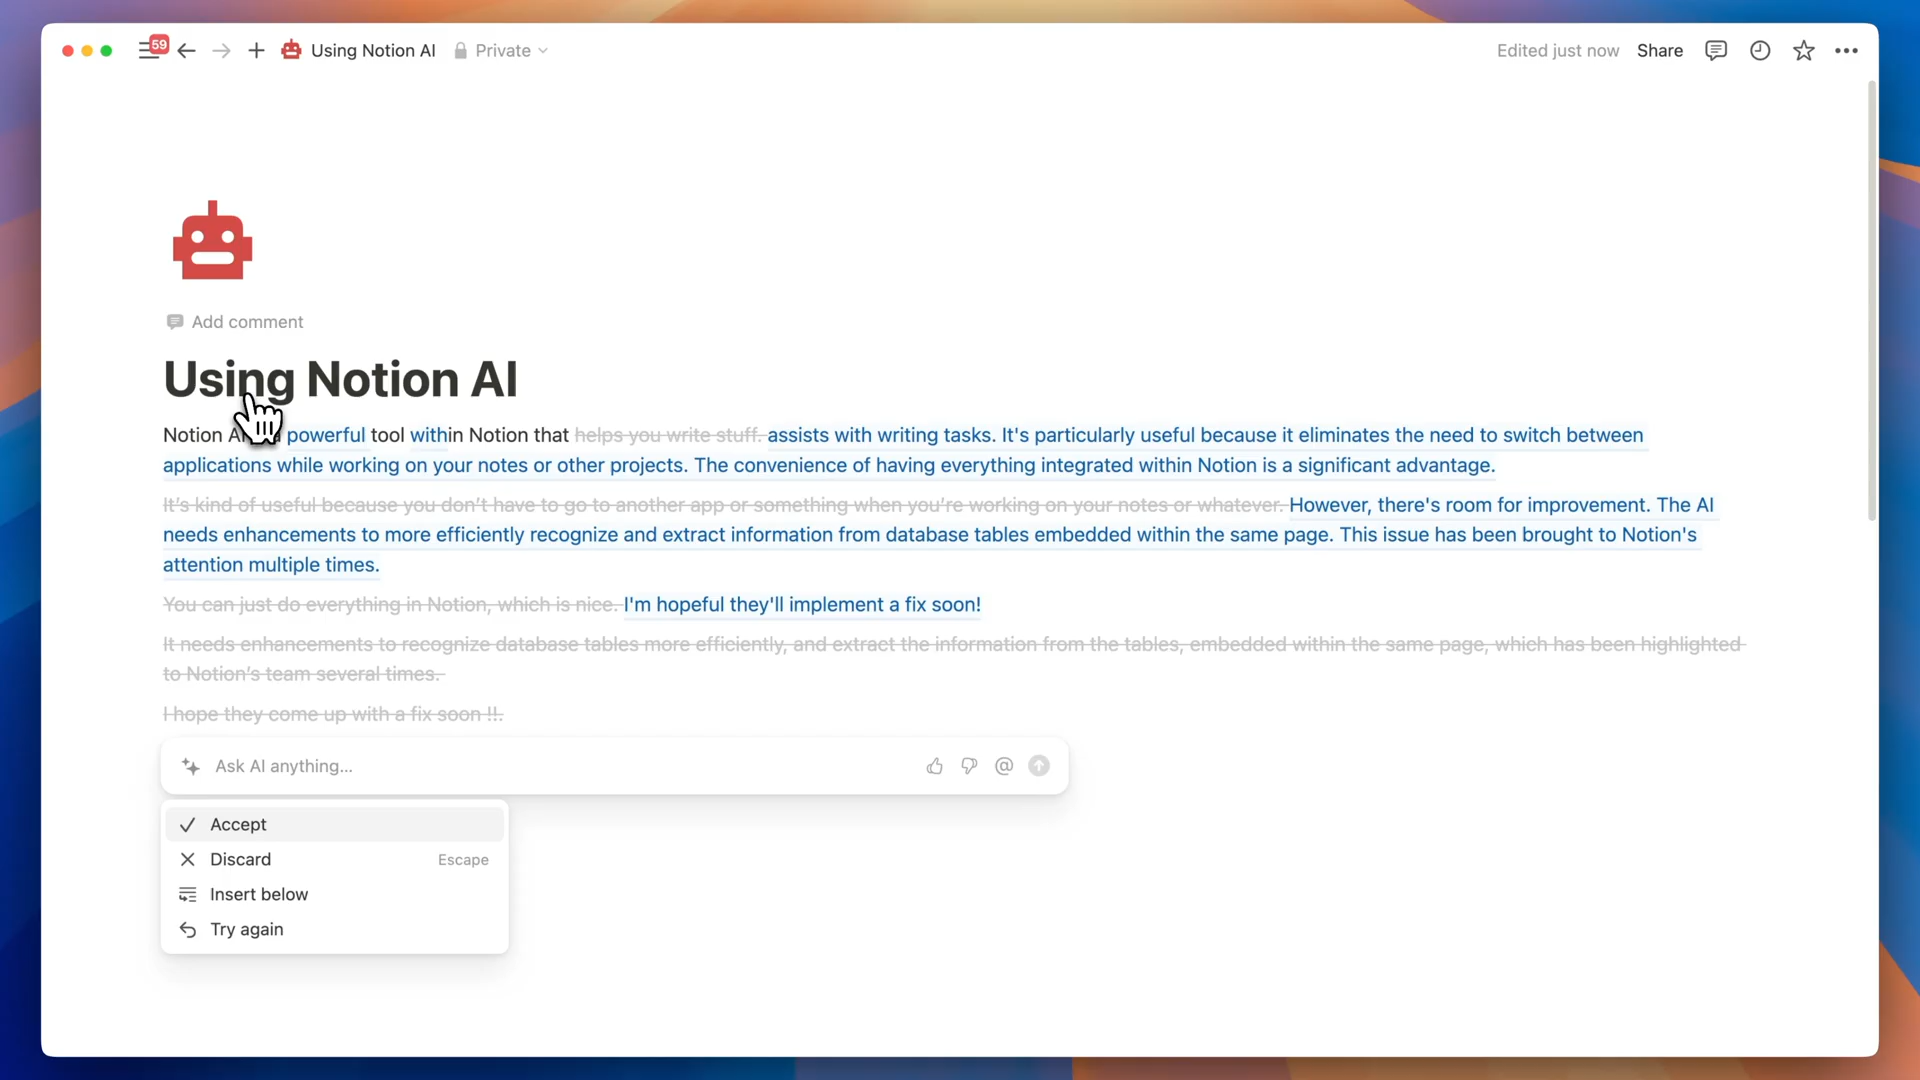 59
Using Notion AI
Private
Edited just now
Share
Add comment
Using Notion AI
Notion powerful tool within Notion that helps you write stuff. assists with writing tasks. It's particularly useful because it eliminates the need to switch between
applications while working on your notes or other projects. The convenience of having everything integrated within Notion is a significant advantage.
It’s kind of useful because you don’t have to go to another app or something when you’re working on your notes or whatever. However, there's room for improvement. The AI
needs enhancements to more efficiently recognize and extract information from database tables embedded within the same page. This issue has been brought to Notion's
attention multiple times.
You can just do everything in Notion, which is nice. I'm hopeful they'll implement a fix soon!
It needs enhancements to recognize database tables more efficiently, and extract the information from the tables, embedded within the same page, which has been highlighted
to Notion’s team several times.
I hope they come up with a fix soon !!.
Ask AI anything...
@
Accept
Discard
Escape
Insert below
Try again